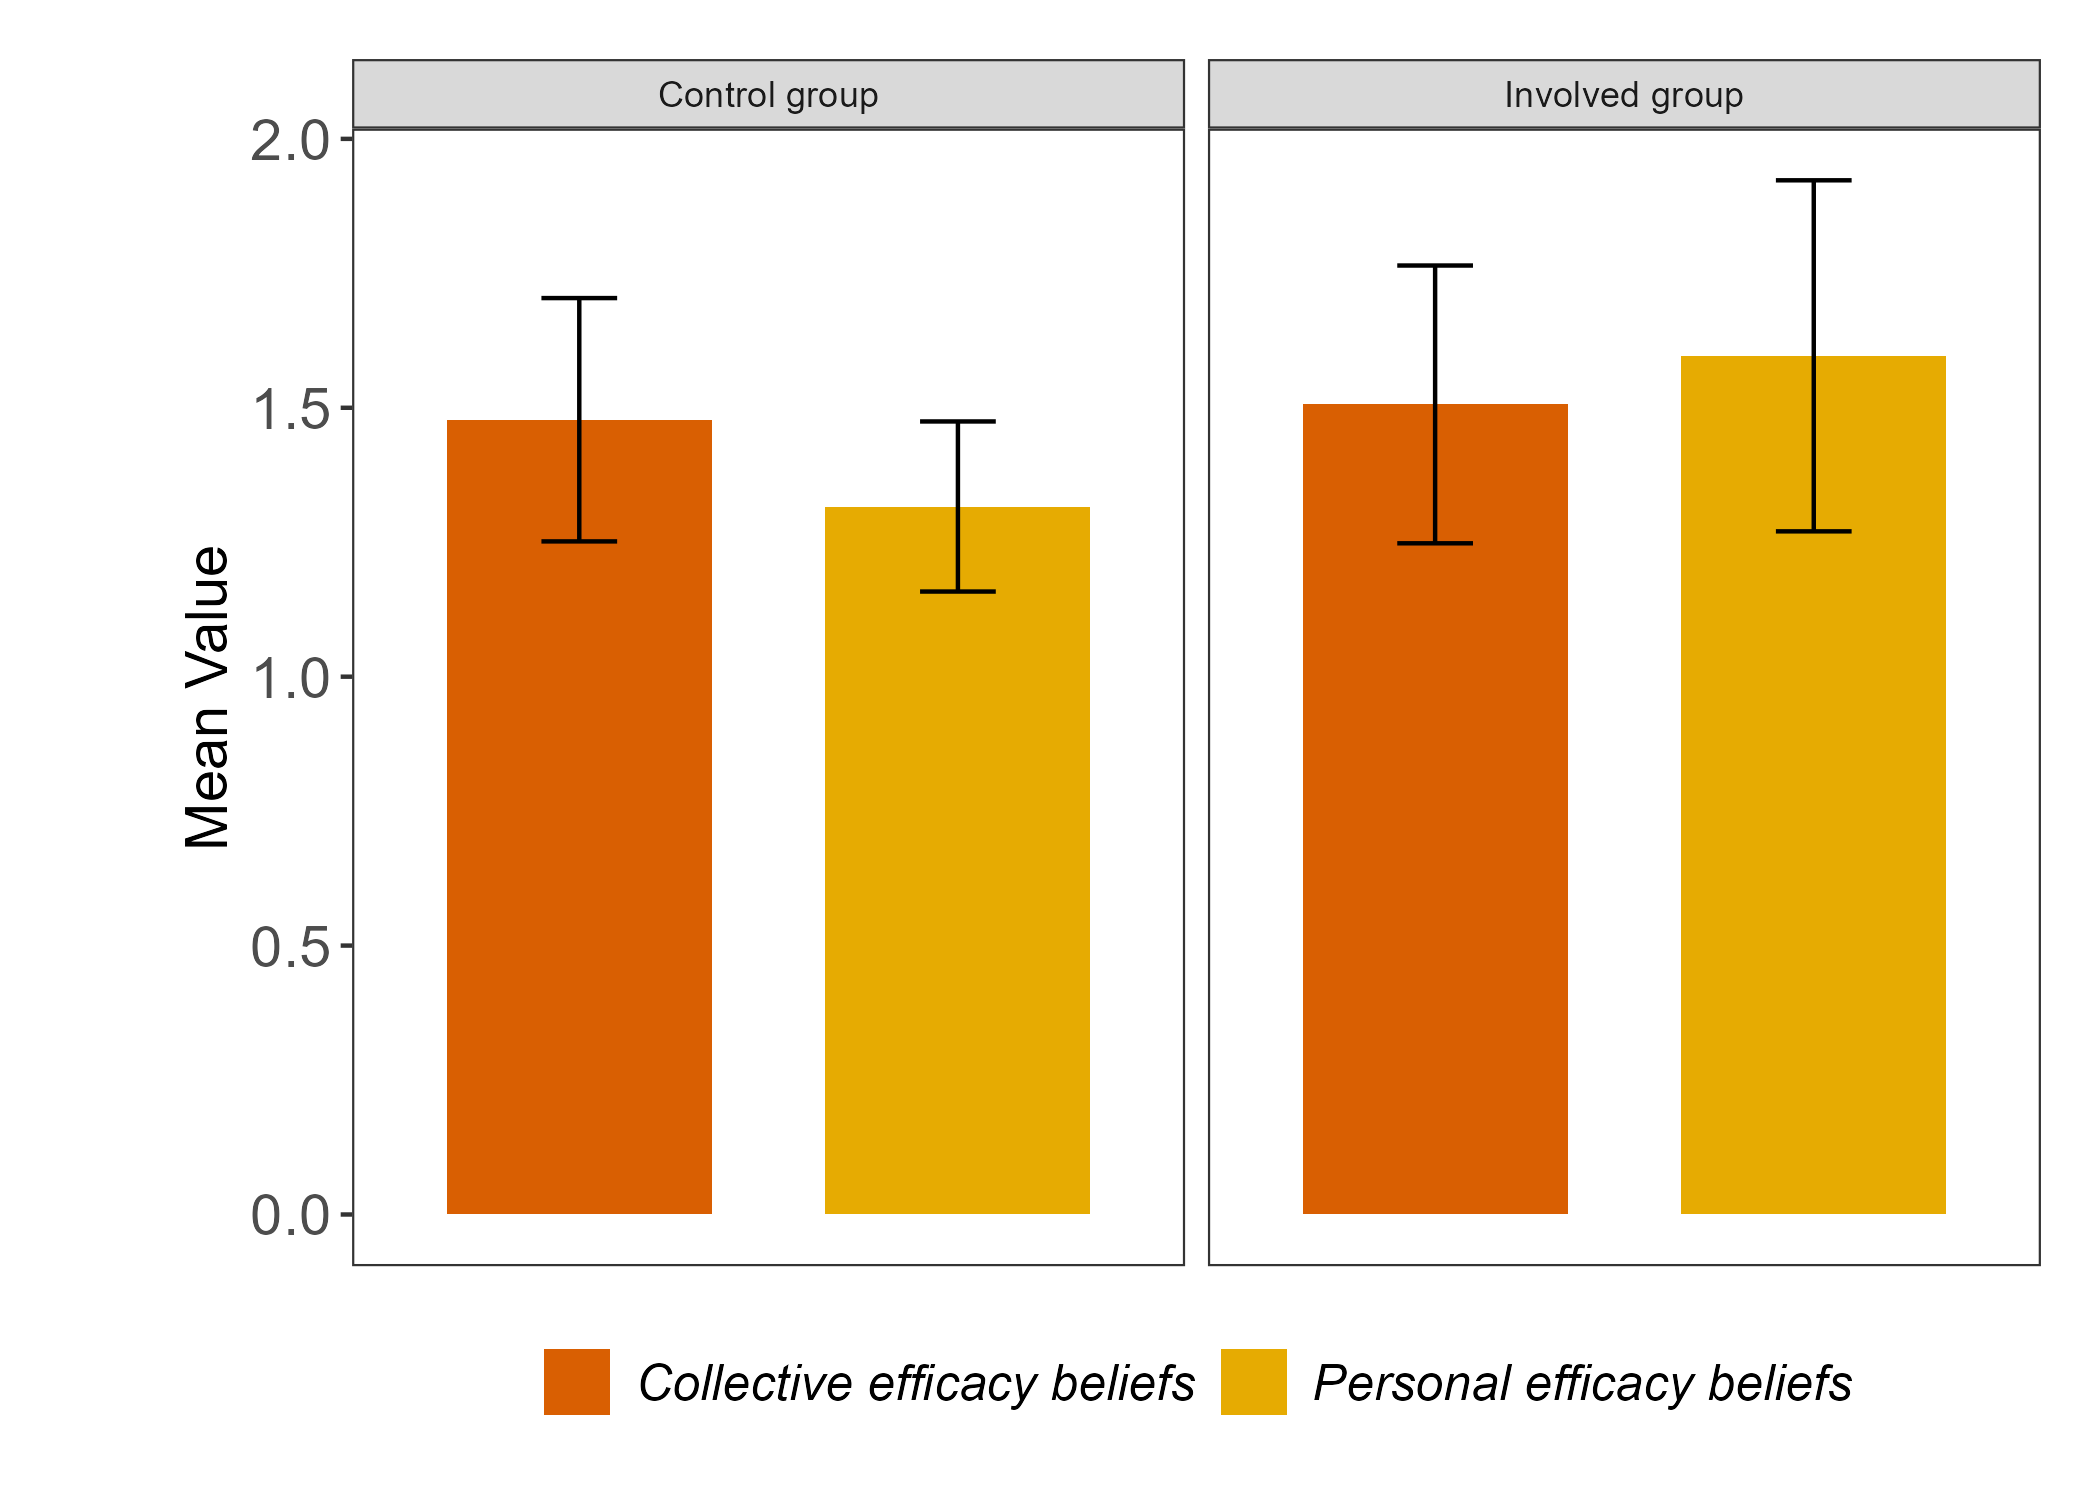 Control group
Involved group
Mean Value
2.0
1.5
1.0
0.5
0.0
Collective efficacy beliefs
Personal efficacy beliefs